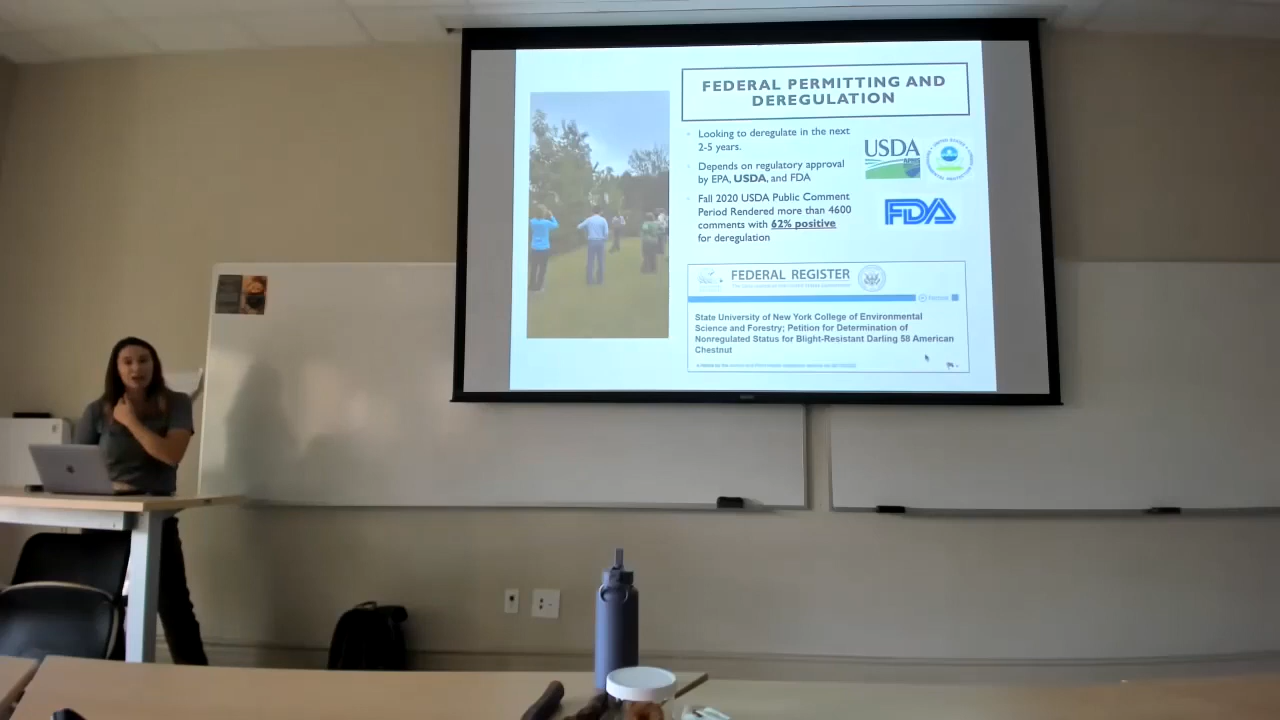 FEDERAL PERMITTING AND
DEREGULATION
Looking to deregulate in the next
2-5 years.
Depends on regulatory approval
by EPA, USDA, and FDA
Fall 2020 USDA Public Comment
Period Rendered more than 4600
comments with 62% positive
for deregulation
USDA
FDA
FEDERAL REGISTER
State University of New York College of Environmental
Science and Forestry; Petition for Determination of
Nonregulated Status for Blight-Resistant Darling 58 American
Chestnut